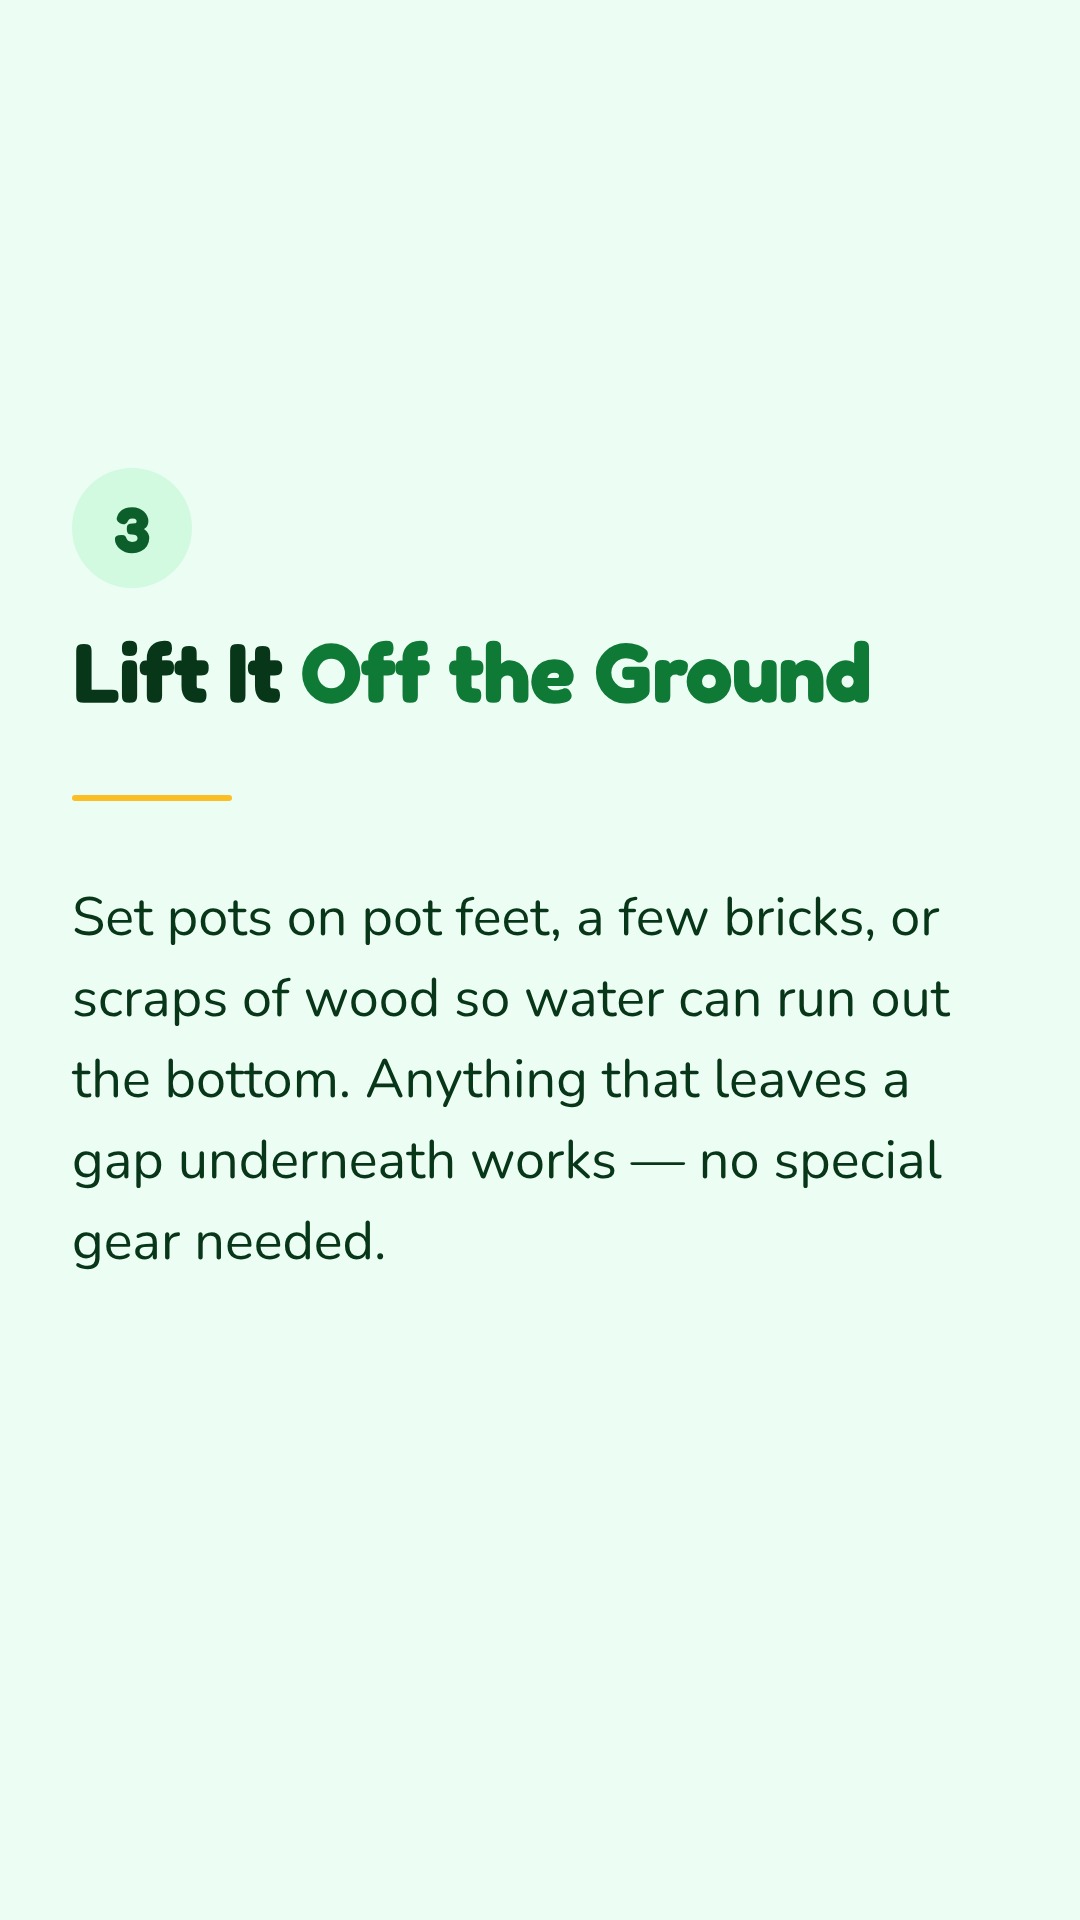 3
Lift It Off the Ground
Set pots on pot feet, a few bricks, or
scraps of wood so water can run out
the bottom. Anything that leaves a
gap underneath works — no special
gear needed.